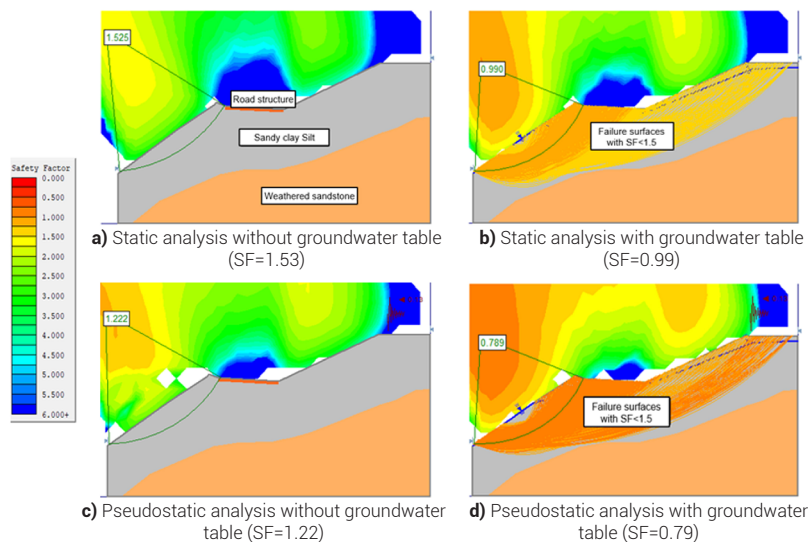 1.525
Road structure
Sandy clay Silt
Weathered sandstone
a) Static analysis without groundwater table
(SF=1.53)
0.990
Failure surfaces
with SF<1.5
b) Static analysis with groundwater table
(SF=0.99)
Safety Factor
0.000
0.500
1.000
1.500
2.000
2.500
3.000
3.500
4.000
4.500
5.000
5.500
6.000+
1.222
c) Pseudostatic analysis without groundwater
table (SF=1.22)
0.789
Failure surfaces
with SF<1.5
d) Pseudostatic analysis with groundwater
table (SF=0.79)